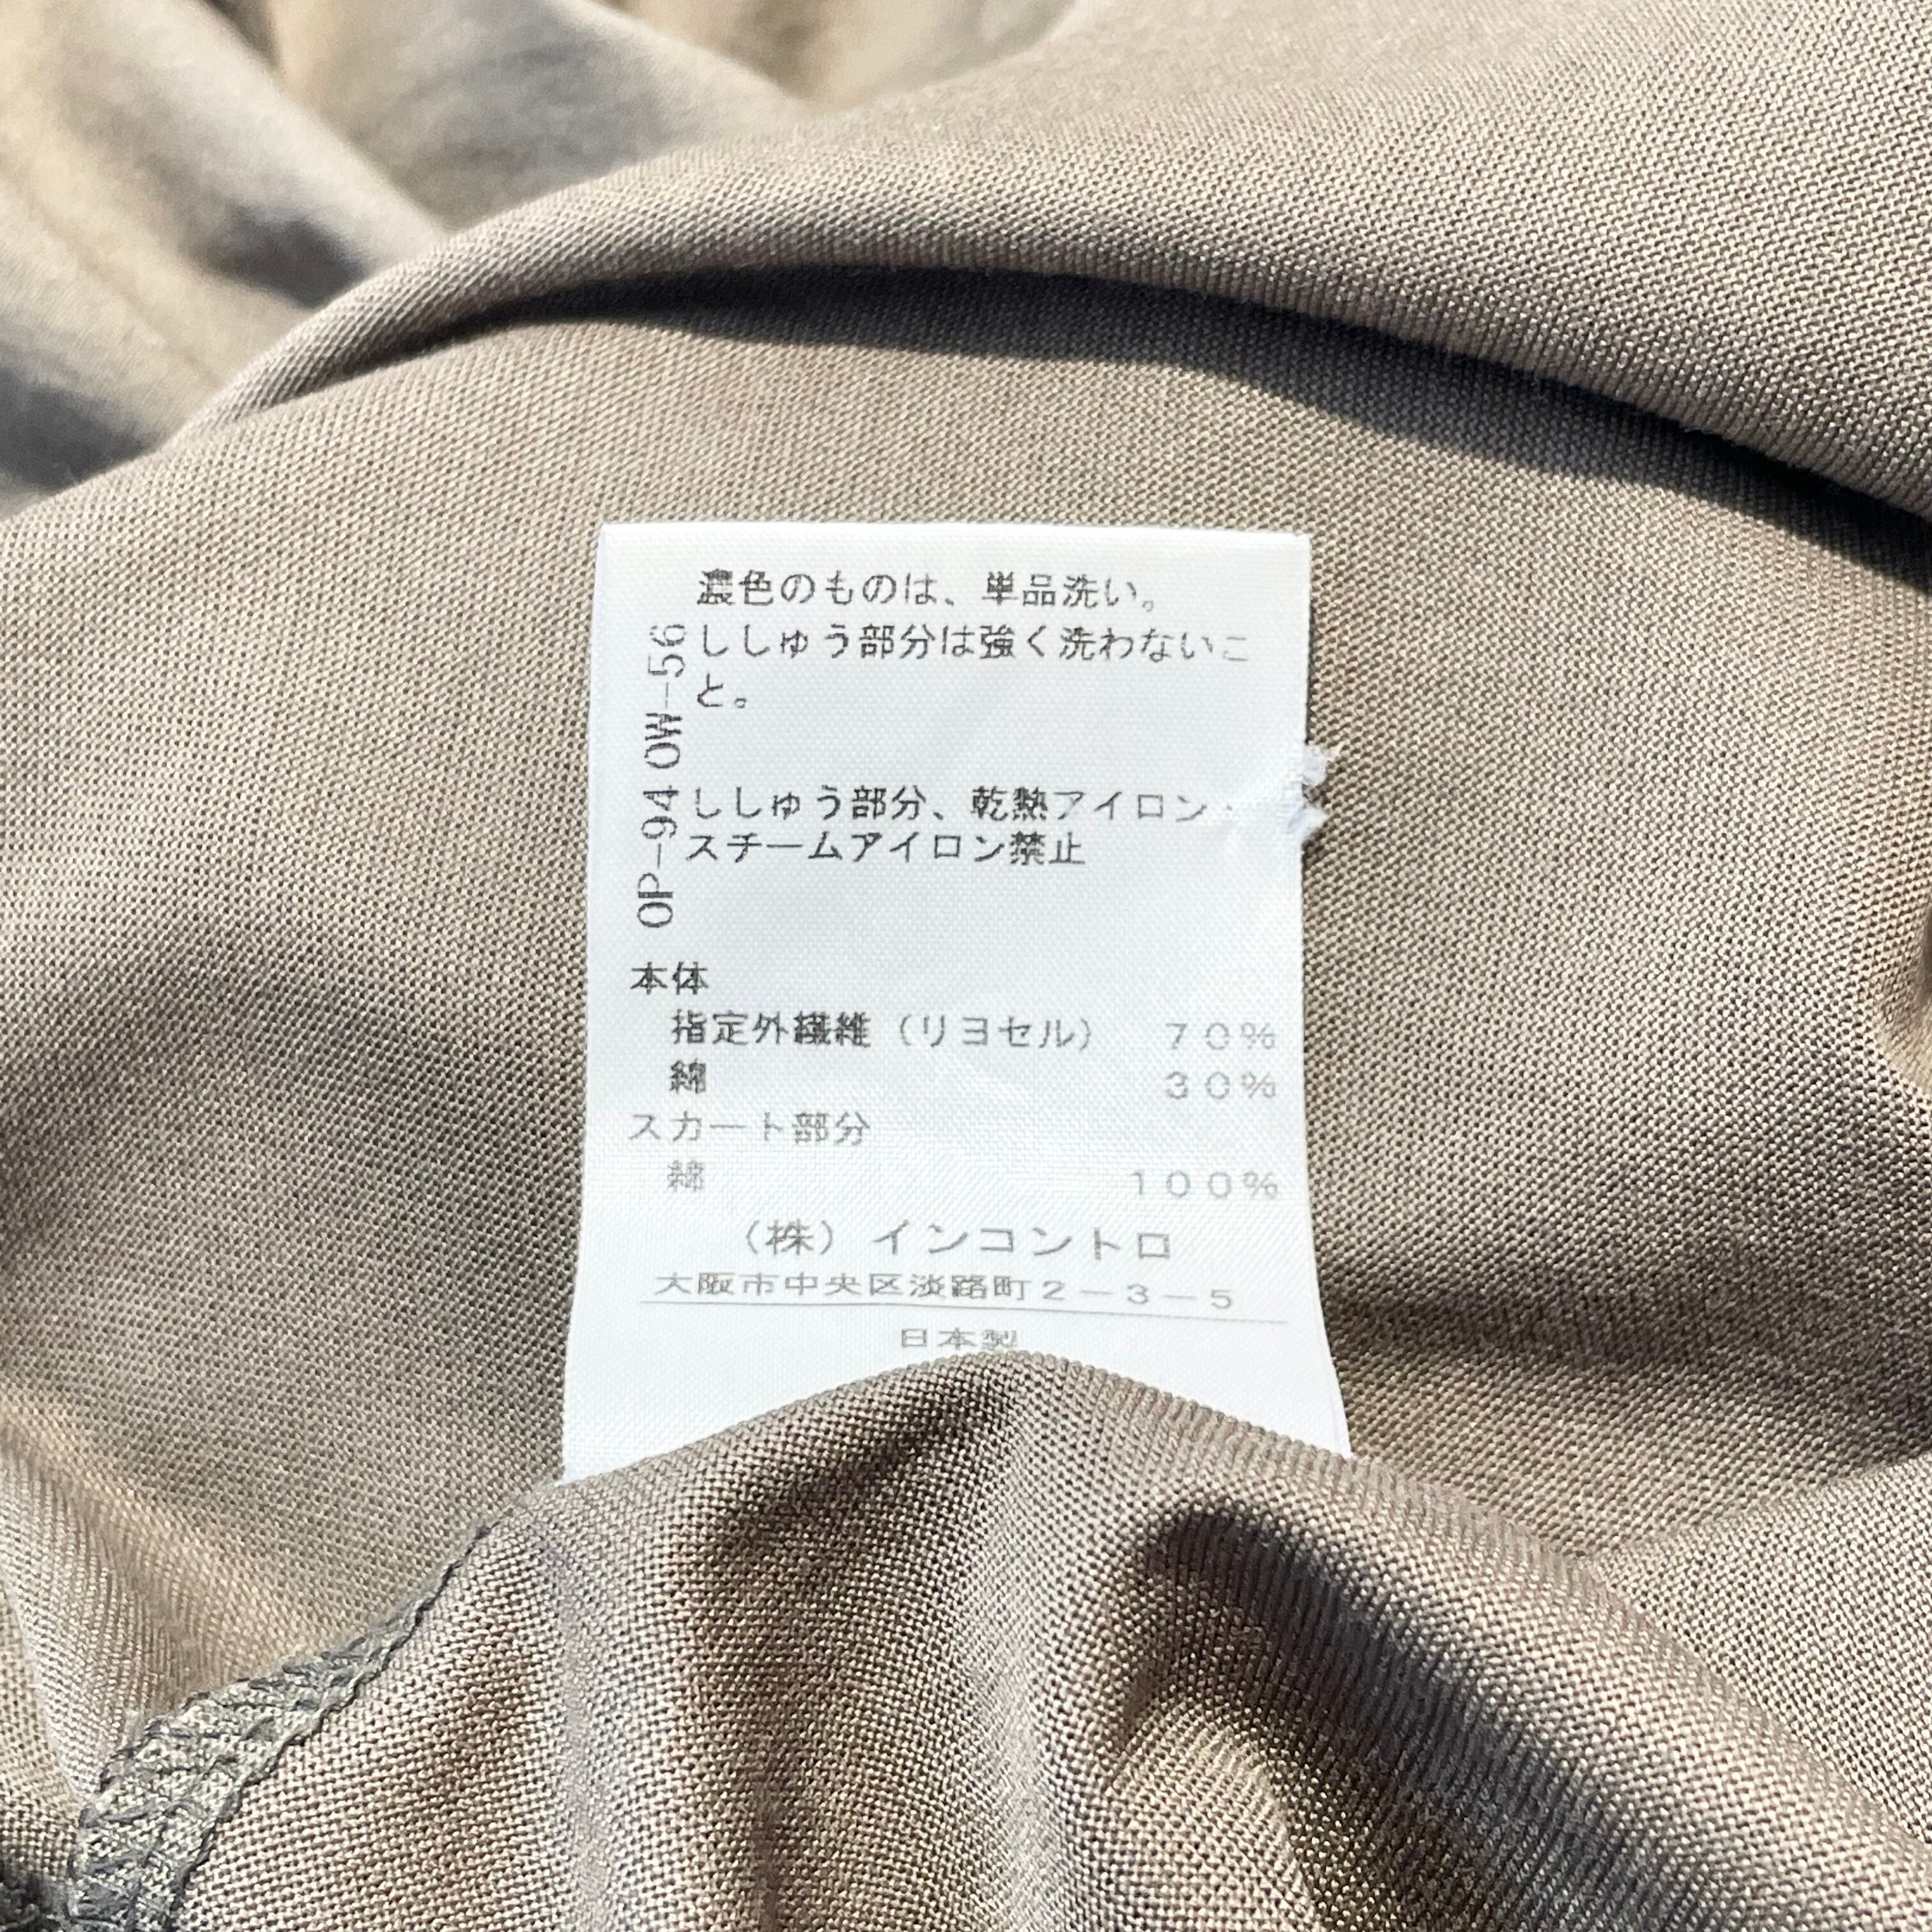 濃色のものは、単品洗い。
ししゅう部分は強く洗わないこ
と。
ししゅう部分、乾熱アイロン・
スチームアイロン禁止
OP-94 OW-56
本体
指定外繊維（リヨセル） 70%
綿 30%
スカート部分
綿 100%
（株）インコントロ
大阪市中央区淡路町2-3-5
日本製